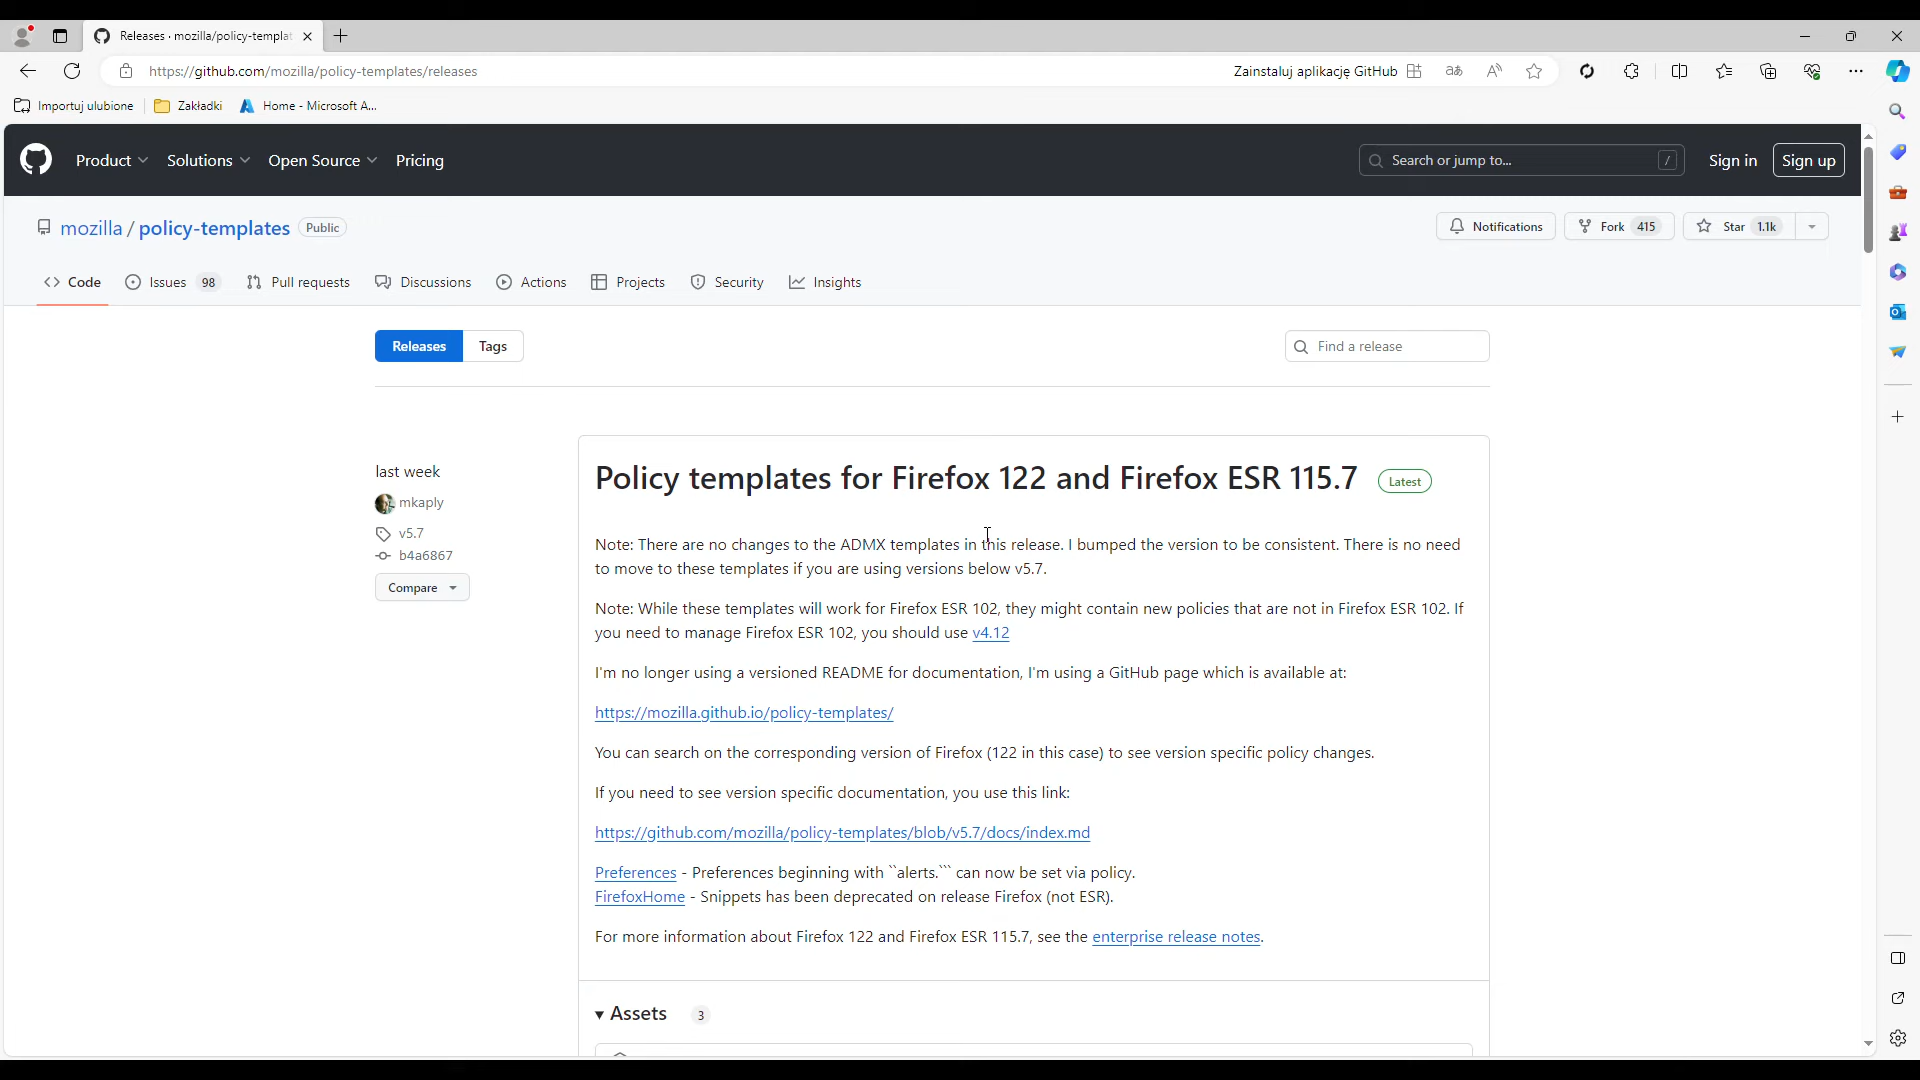 Releases · mozilla/policy-templat
https://github.com/mozilla/policy-templates/releases
Zainstaluj aplikację GitHub
aあ
Importuj ulubione
Zakładki
Home - Microsoft A...
Product
Solutions
Open Source
Pricing
Search or jump to...
/
Sign in
Sign up
mozilla / policy-templates
Public
Notifications
Fork 415
Star 1.1k
Code
Issues 98
Pull requests
Discussions
Actions
Projects
Security
Insights
Releases
Tags
Find a release
last week
mkaply
v5.7
b4a6867
Compare
Policy templates for Firefox 122 and Firefox ESR 115.7
Latest
Note: There are no changes to the ADMX templates in this release. I bumped the version to be consistent. There is no need
to move to these templates if you are using versions below v5.7.
Note: While these templates will work for Firefox ESR 102, they might contain new policies that are not in Firefox ESR 102. If
you need to manage Firefox ESR 102, you should use v4.12
I'm no longer using a versioned README for documentation, I'm using a GitHub page which is available at:
https://mozilla.github.io/policy-templates/
You can search on the corresponding version of Firefox (122 in this case) to see version specific policy changes.
If you need to see version specific documentation, you use this link:
https://github.com/mozilla/policy-templates/blob/v5.7/docs/index.md
Preferences - Preferences beginning with ``alerts.``` can now be set via policy.
FirefoxHome - Snippets has been deprecated on release Firefox (not ESR).
For more information about Firefox 122 and Firefox ESR 115.7, see the enterprise release notes.
Assets 3